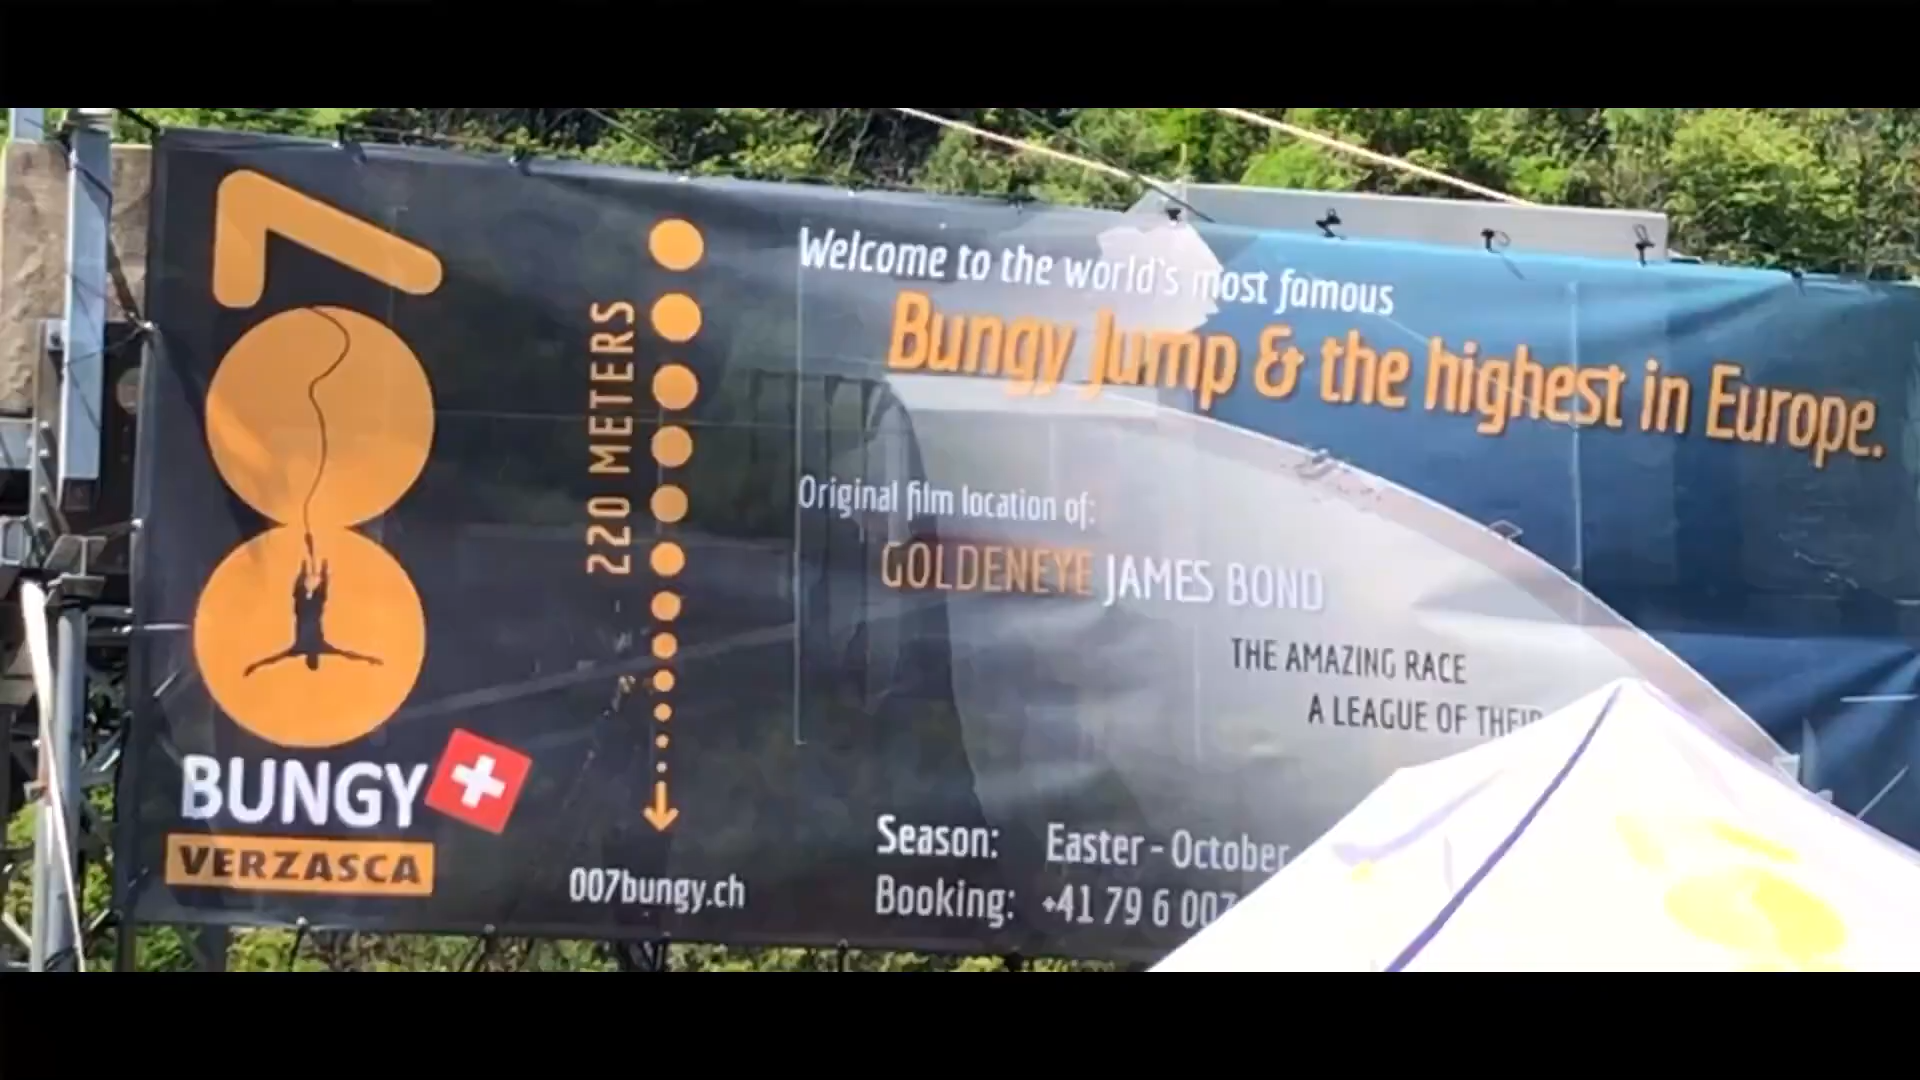 007
BUNGY
VERZASCA
220 METERS
007bungy.ch
Welcome to the world's most famous
Bungy Jump & the highest in Europe.
Original film location of:
GOLDENEYE JAMES BOND
THE AMAZING RACE
A LEAGUE OF THEIR
Season: Easter - October
Booking: +41 79 6 007